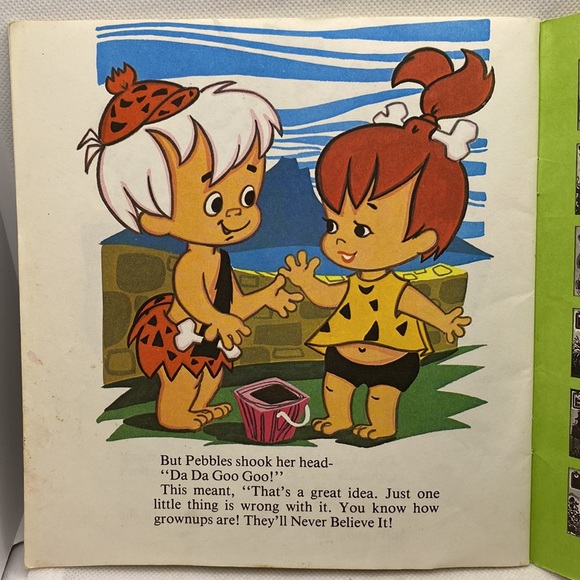 But Pebbles shook her head-
"Da Da Goo Goo!"
This meant, "That's a great idea. Just one
little thing is wrong with it. You know how
grownups are! They'll Never Believe It!